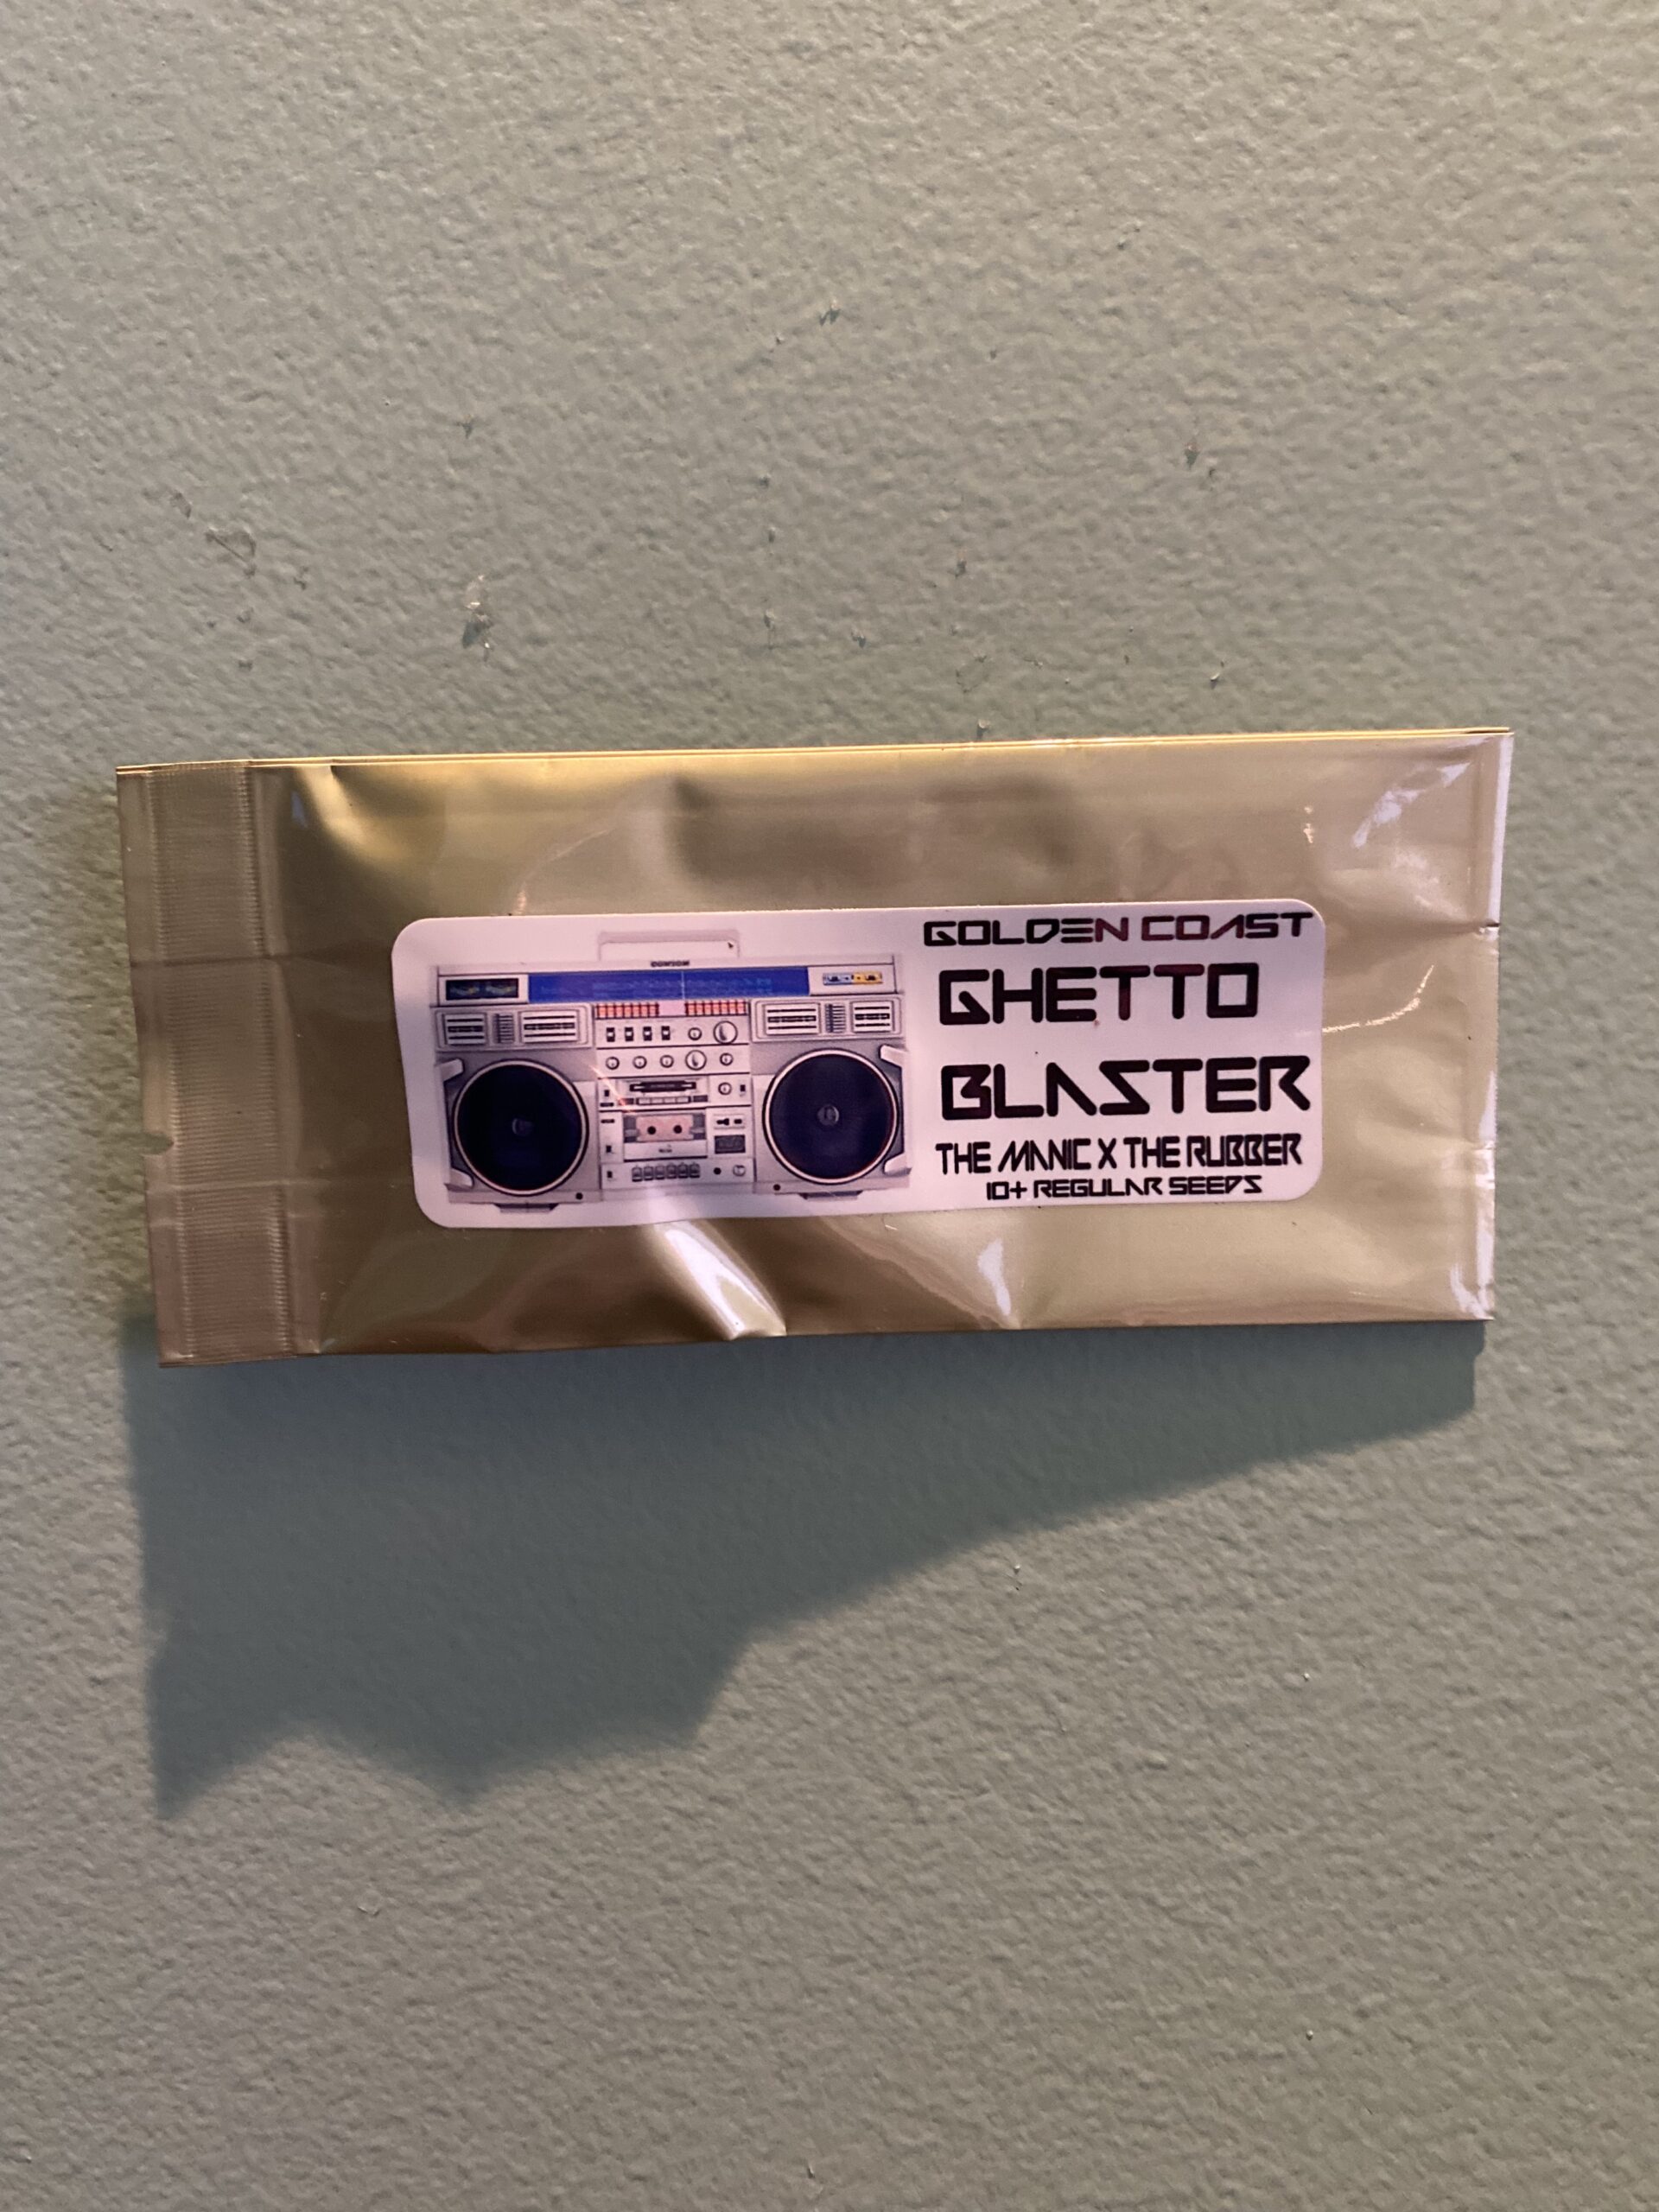 GOLDEN COAST
GHETTO
BLASTER
THE MANIC X THE RUBBER
10+ REGULAR SEEDS